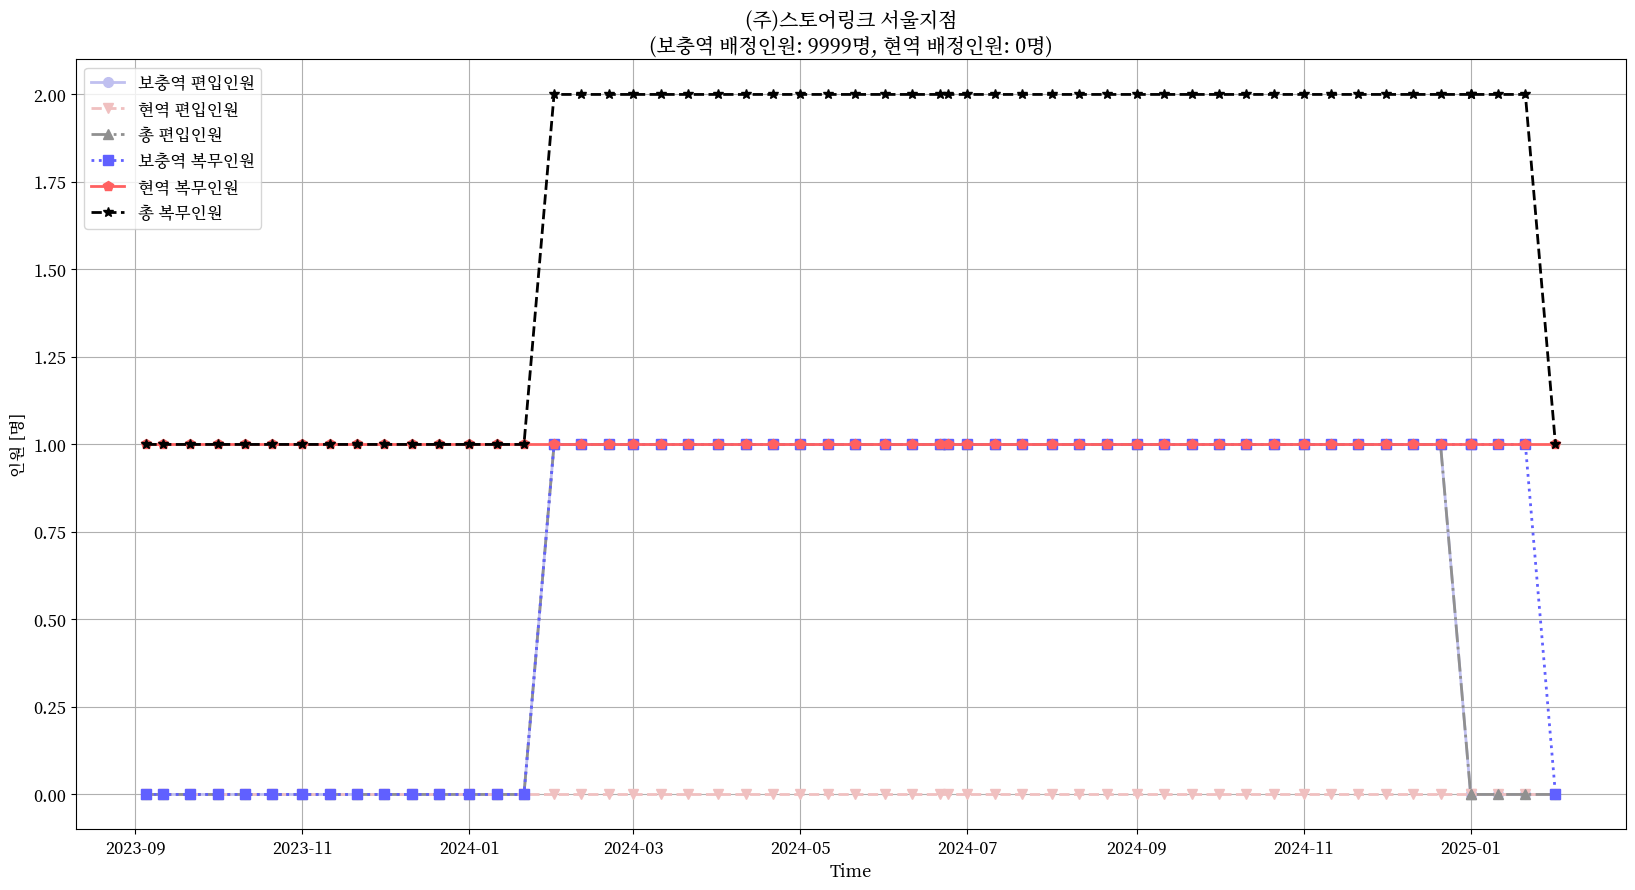 (주)스토어링크 서울지점
(보충역 배정인원: 9999명, 현역 배정인원: 0명)
보충역 편입인원
현역 편입인원
총 편입인원
보충역 복무인원
현역 복무인원
총 복무인원
2.00
1.75
1.50
1.25
1.00
0.75
0.50
0.25
0.00
인원 [명]
2023-09
2023-11
2024-01
2024-03
2024-05
2024-07
2024-09
2024-11
2025-01
Time